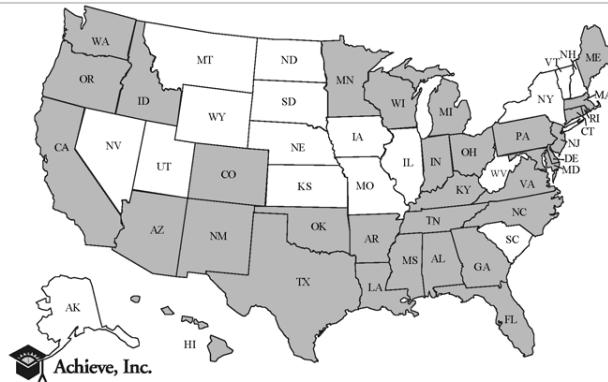 WA
MT
ND
MN
VT
NH
ME
OR
ID
SD
WI
MI
NY
MA
WY
RI
CT
NV
NE
IA
PA
NJ
CA
UT
CO
IL
IN
OH
DE
MD
KS
MO
WV
VA
KY
AZ
NM
OK
AR
TN
NC
SC
TX
MS
AL
GA
LA
FL
AK
HI
Achieve, Inc.